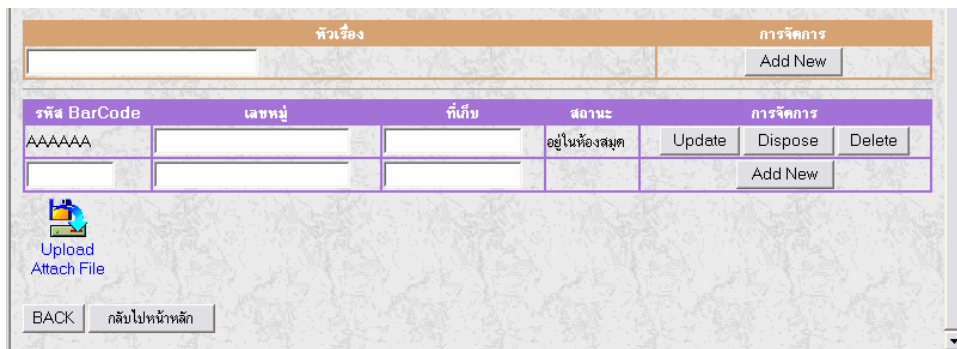 หัวเรื่อง การจัดการ
Add New
รหัส BarCode เลขหมู่ ที่เก็บ สถานะ การจัดการ
AAAAAA อยู่ในห้องสมุด Update Dispose Delete
Add New
Upload
Attach File
BACK กลับไปหน้าหลัก